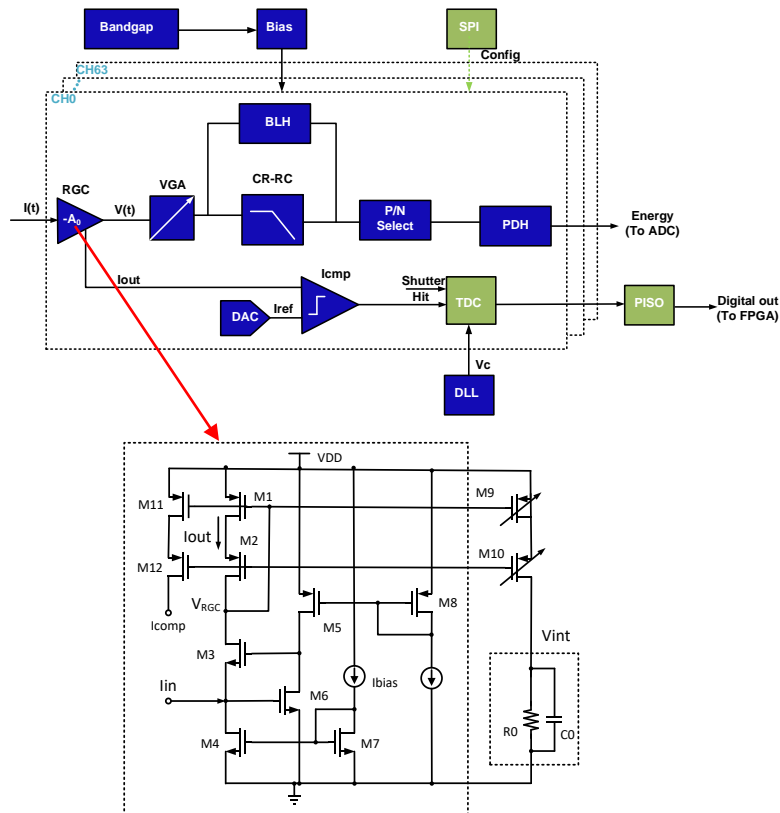 Bandgap
Bias
SPI
Config
CH63
CH0
BLH
RGC
VGA
CR-RC
I(t)
-A₀
V(t)
P/N
Select
PDH
Energy
(To ADC)
Iout
Icmp
Shutter
Hit
DAC
Iref
TDC
PISO
Digital out
(To FPGA)
Vc
DLL
VDD
M11
M1
M9
Iout
M2
M12
M10
V_RGC
Icomp
M5
M8
M3
Vint
Iin
M6
Ibias
R0
C0
M4
M7